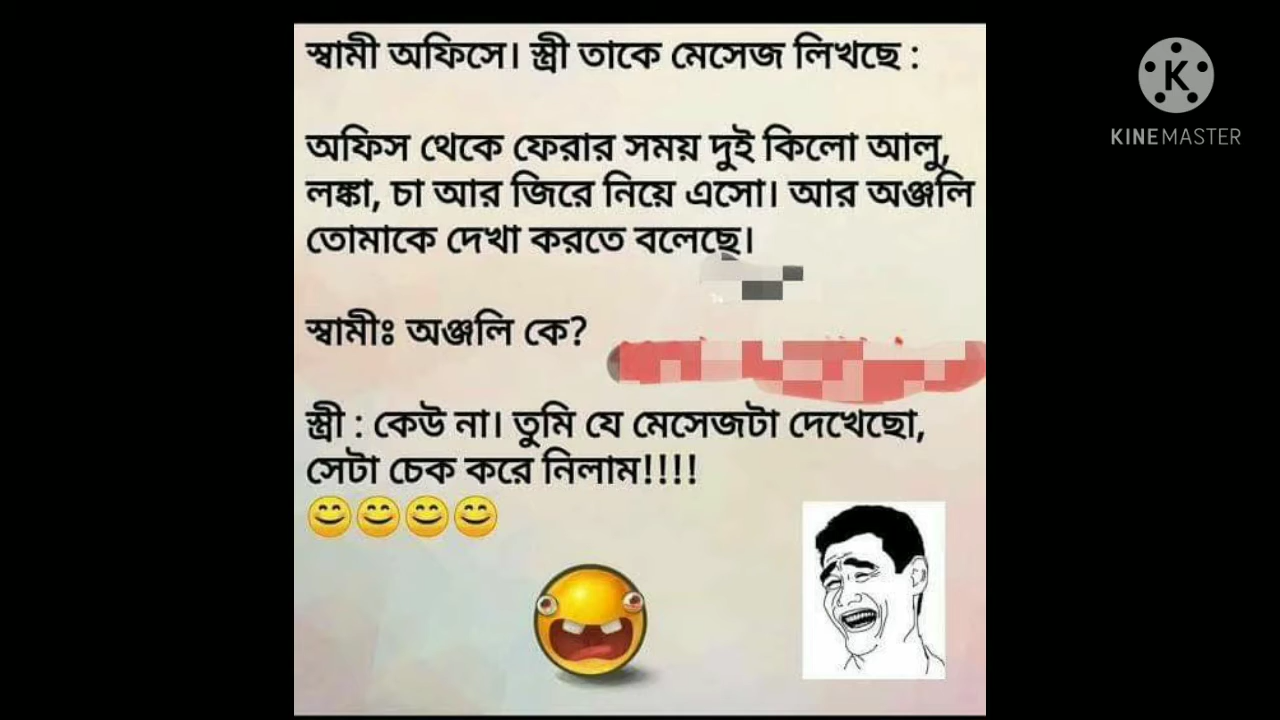 স্বামী অফিসে। স্ত্রী তাকে মেসেজ লিখছে :
অফিস থেকে ফেরার সময় দুই কিলো আলু,
লঙ্কা, চা আর জিরে নিয়ে এসো। আর অঞ্জলি
তোমাকে দেখা করতে বলেছে।
স্বামীঃ অঞ্জলি কে?
স্ত্রী : কেউ না। তুমি যে মেসেজটা দেখেছো,
সেটা চেক করে নিলাম!!!!
😊😊😊😊
K
KINEMASTER